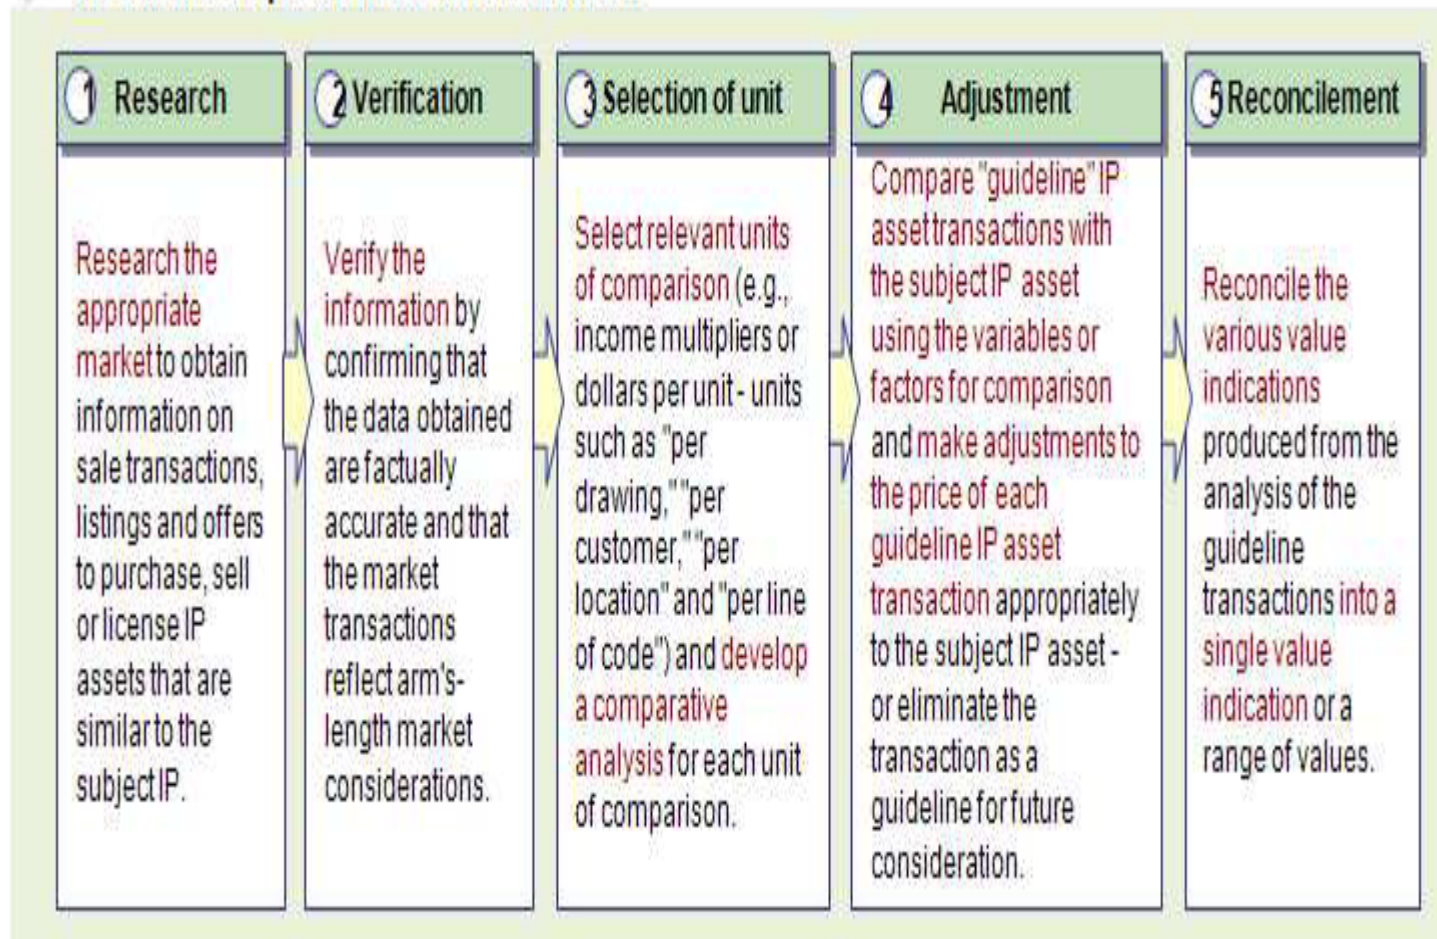 1 Research
Research the
appropriate
market to obtain
information on
sale transactions,
listings and offers
to purchase, sell
or license IP
assets that are
similar to the
subject IP.
2 Verification
Verify the
information by
confirming that
the data obtained
are factually
accurate and that
the market
transactions
reflect arm's-
length market
considerations.
3 Selection of unit
Select relevant units
of comparison (e.g.,
income multipliers or
dollars per unit - units
such as "per
drawing," "per
customer," "per
location" and "per line
of code") and develop
a comparative
analysis for each unit
of comparison.
4 Adjustment
Compare "guideline" IP
asset transactions with
the subject IP asset
using the variables or
factors for comparison
and make adjustments to
the price of each
guideline IP asset
transaction appropriately
to the subject IP asset -
or eliminate the
transaction as a
guideline for future
consideration.
5 Reconcilement
Reconcile the
various value
indications
produced from the
analysis of the
guideline
transactions into a
single value
indication or a
range of values.